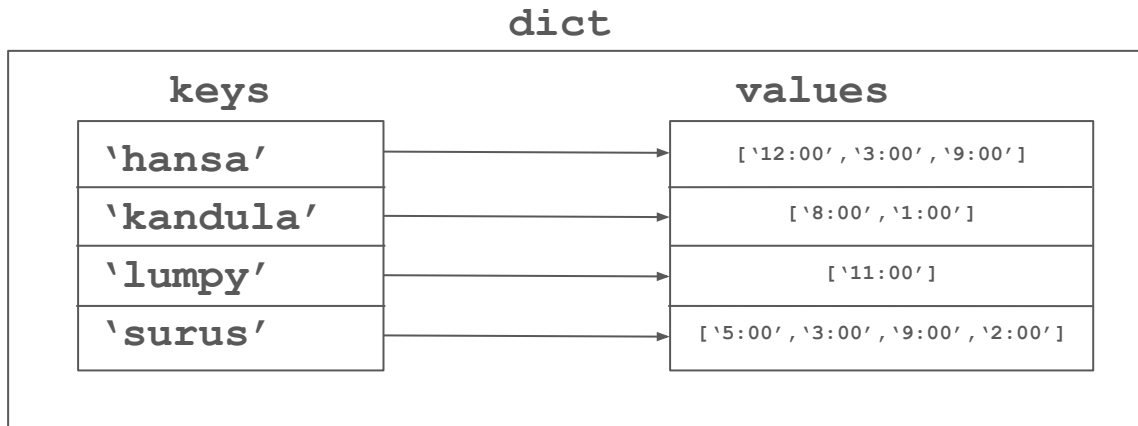 dict
keys values
‘hansa’ [‘12:00’,‘3:00’,‘9:00’]
‘kandula’ [‘8:00’,‘1:00’]
‘lumpy’ [‘11:00’]
‘surus’ [‘5:00’,‘3:00’,‘9:00’,‘2:00’]